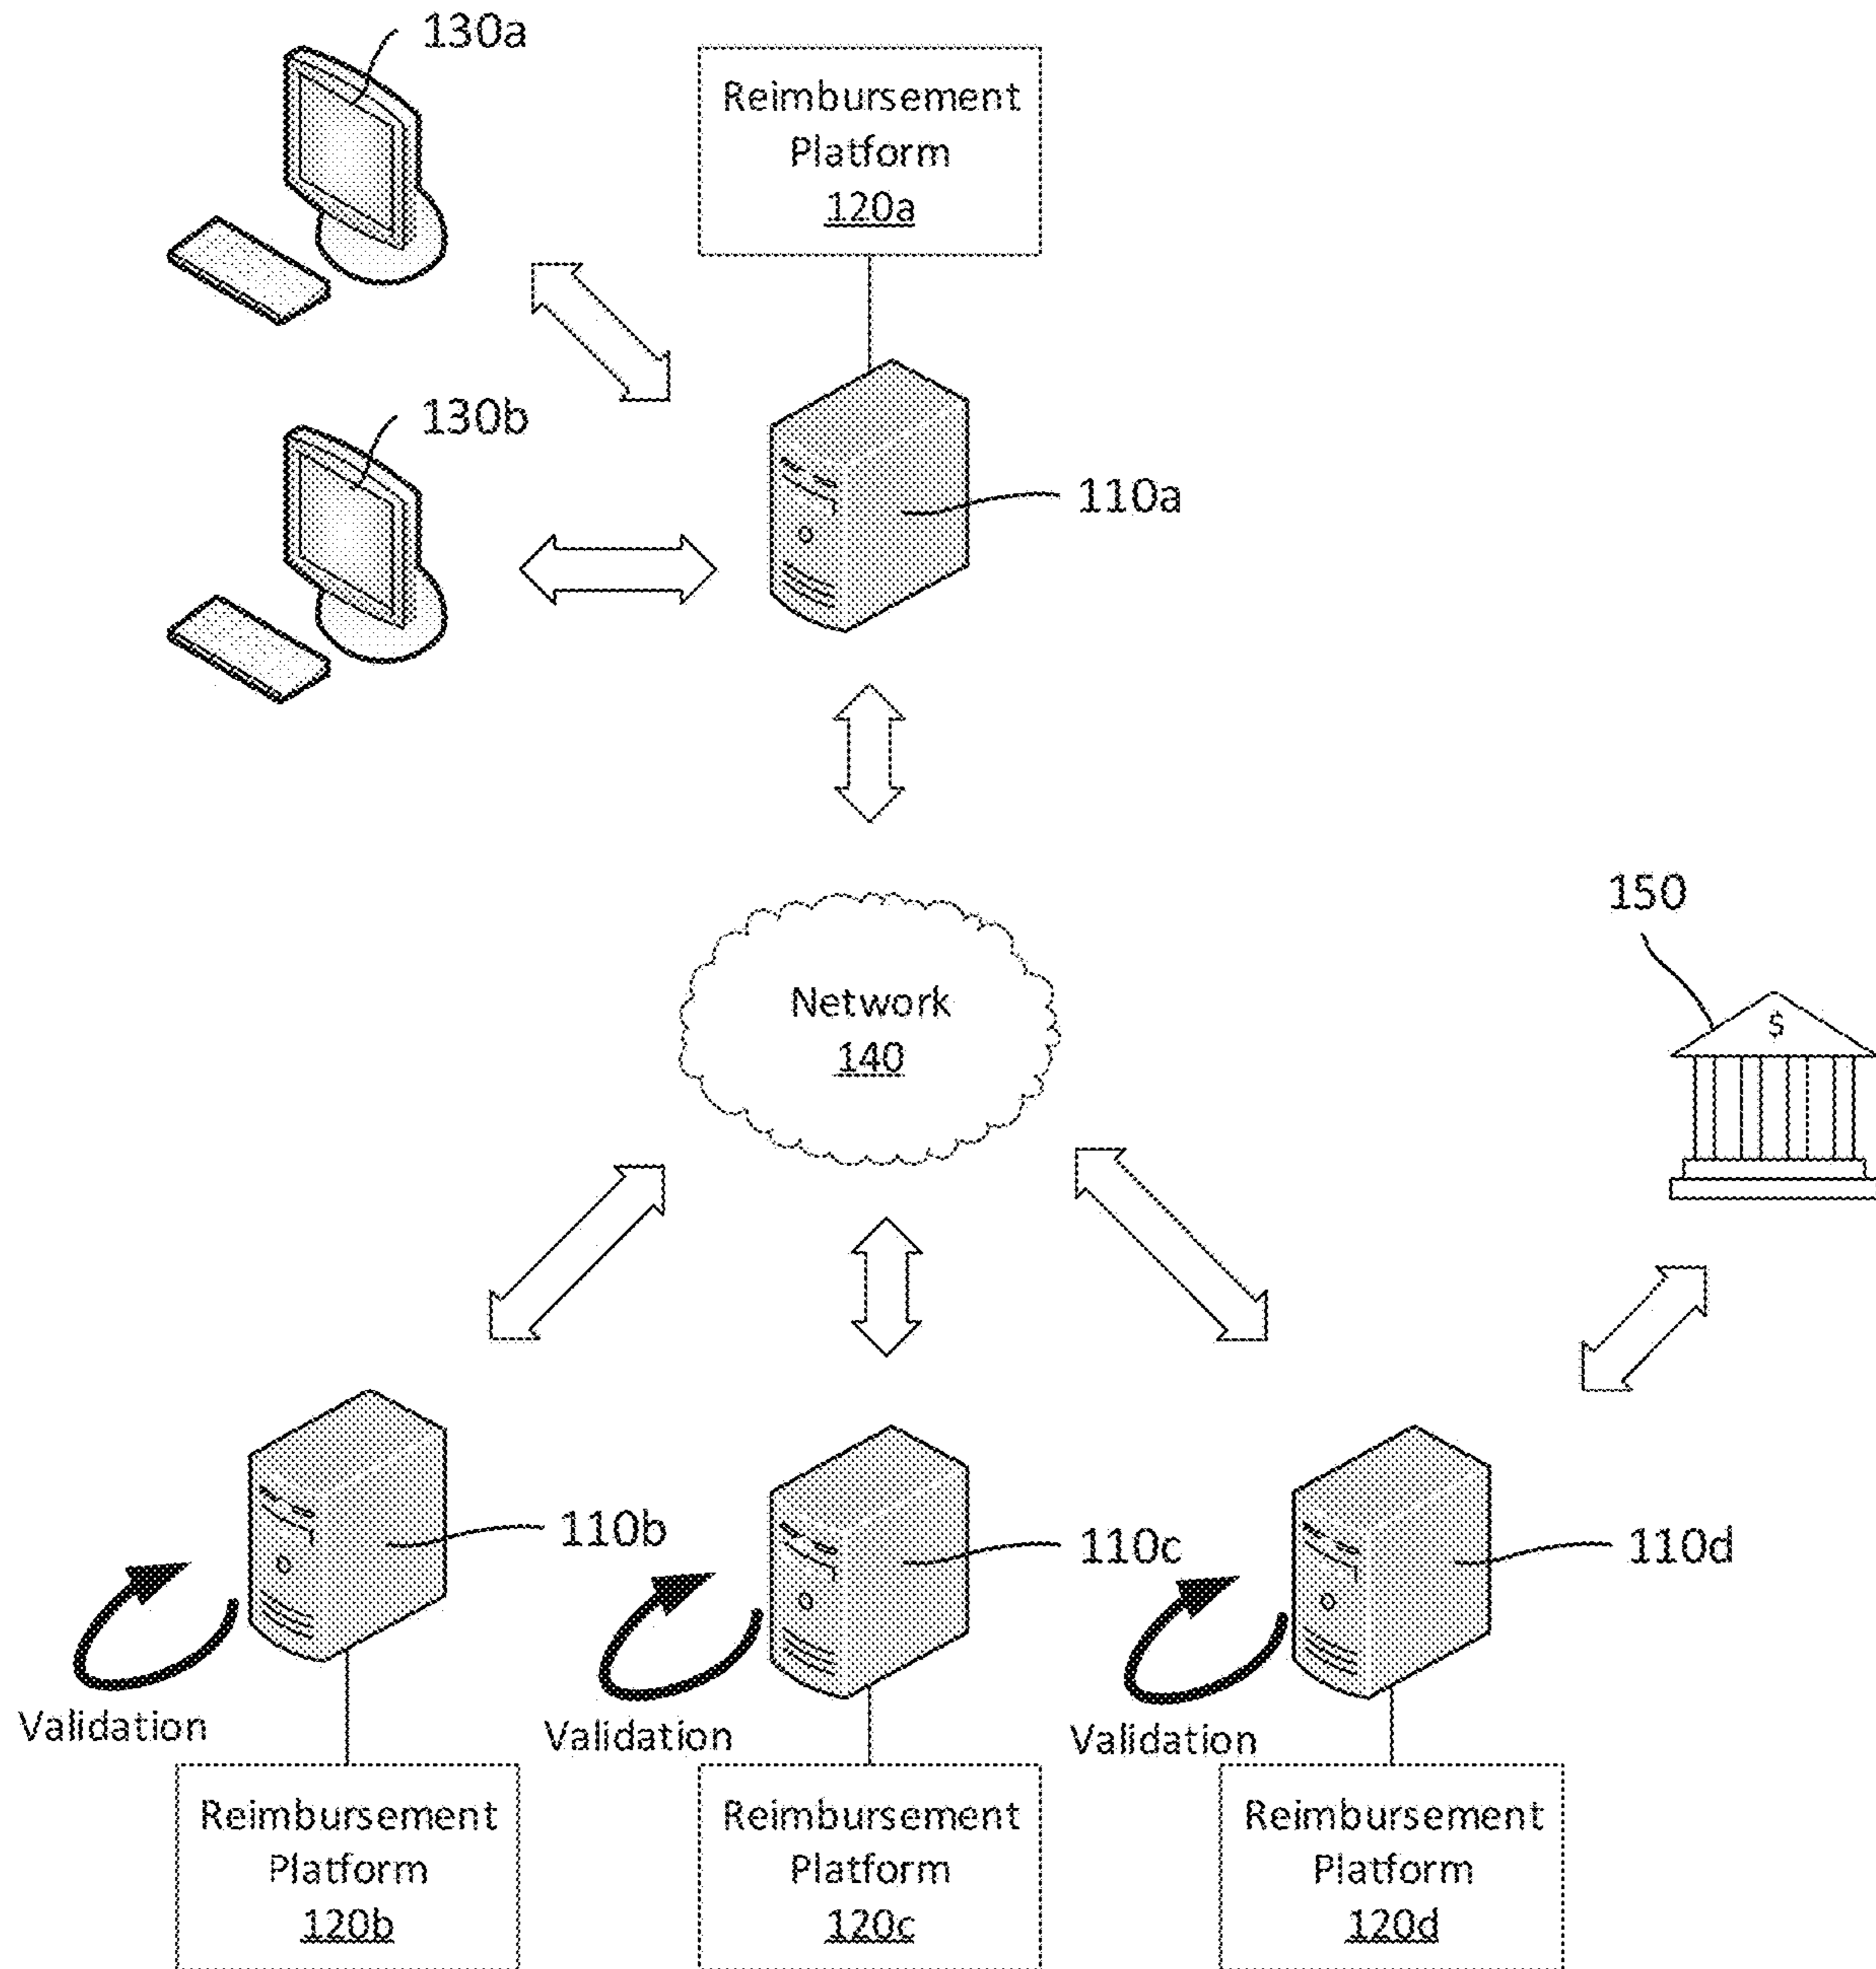 130a
Reimbursement
Platform
120a
130b
110a
Network
140
150
$
110b
110c
110d
Validation
Validation
Validation
Reimbursement
Platform
120b
Reimbursement
Platform
120c
Reimbursement
Platform
120d